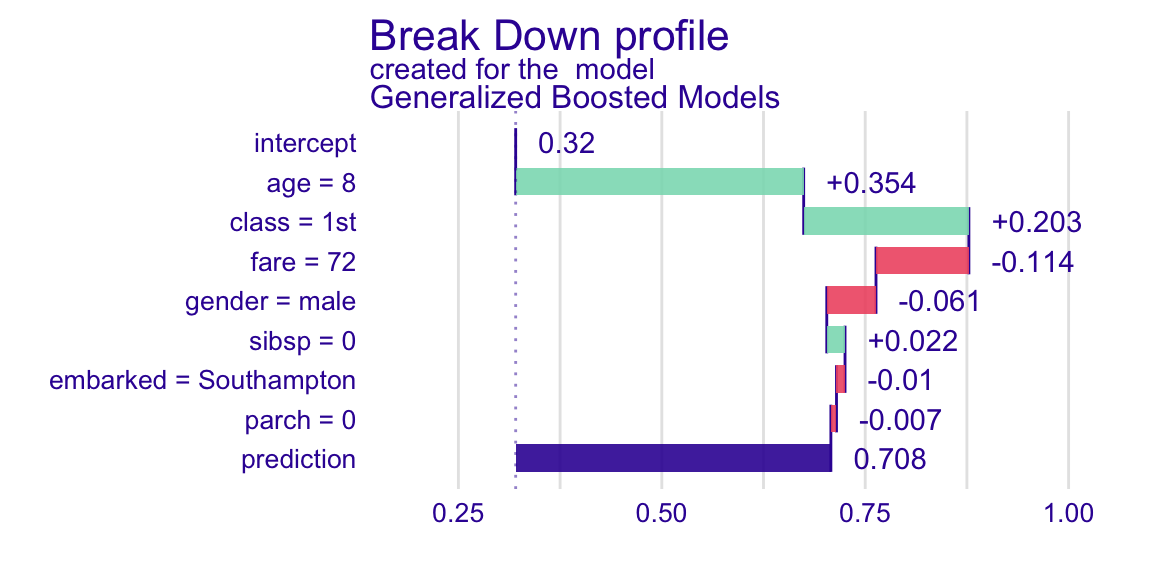 Break Down profile
created for the  model
Generalized Boosted Models
intercept 0.32
age = 8 +0.354
class = 1st +0.203
fare = 72 -0.114
gender = male -0.061
sibsp = 0 +0.022
embarked = Southampton -0.01
parch = 0 -0.007
prediction 0.708
0.25 0.50 0.75 1.00